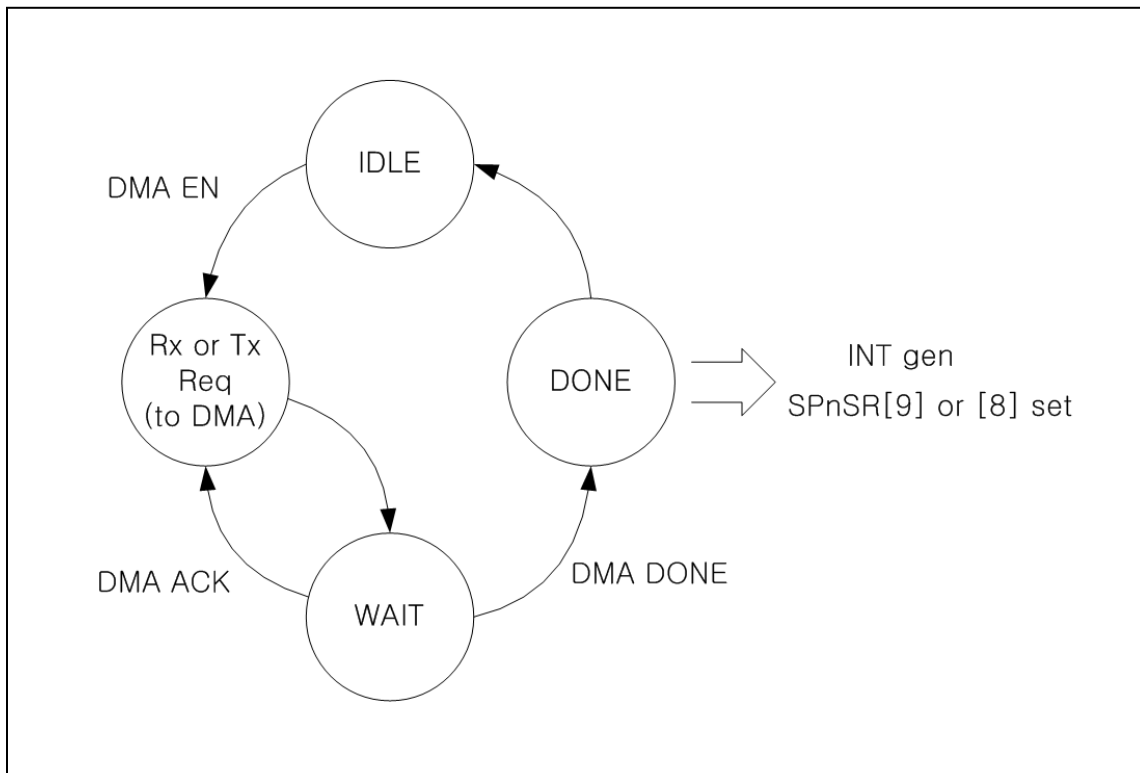 IDLE
DMA EN
Rx or Tx
Req
(to DMA)
DONE
INT gen
SPnSR[9] or [8] set
DMA ACK
DMA DONE
WAIT